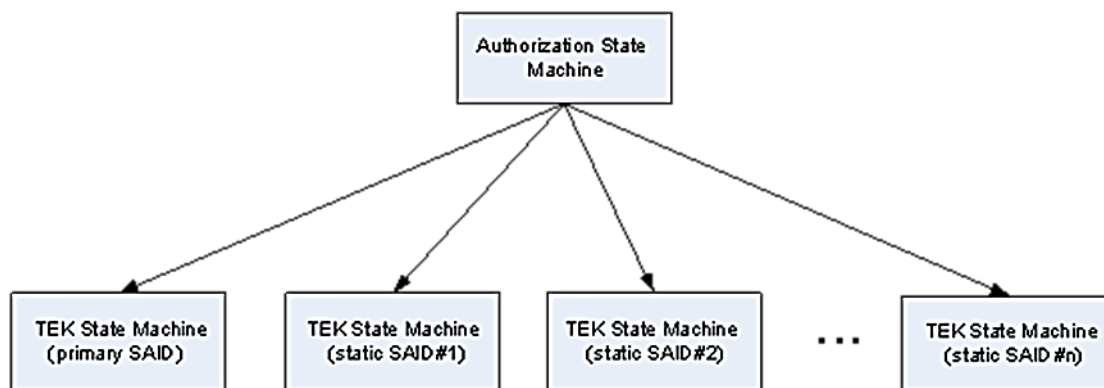 Authorization State
Machine
TEK State Machine
(primary SAID)
TEK State Machine
(static SAID#1)
TEK State Machine
(static SAID#2)
...
TEK State Machine
(static SAID#n)